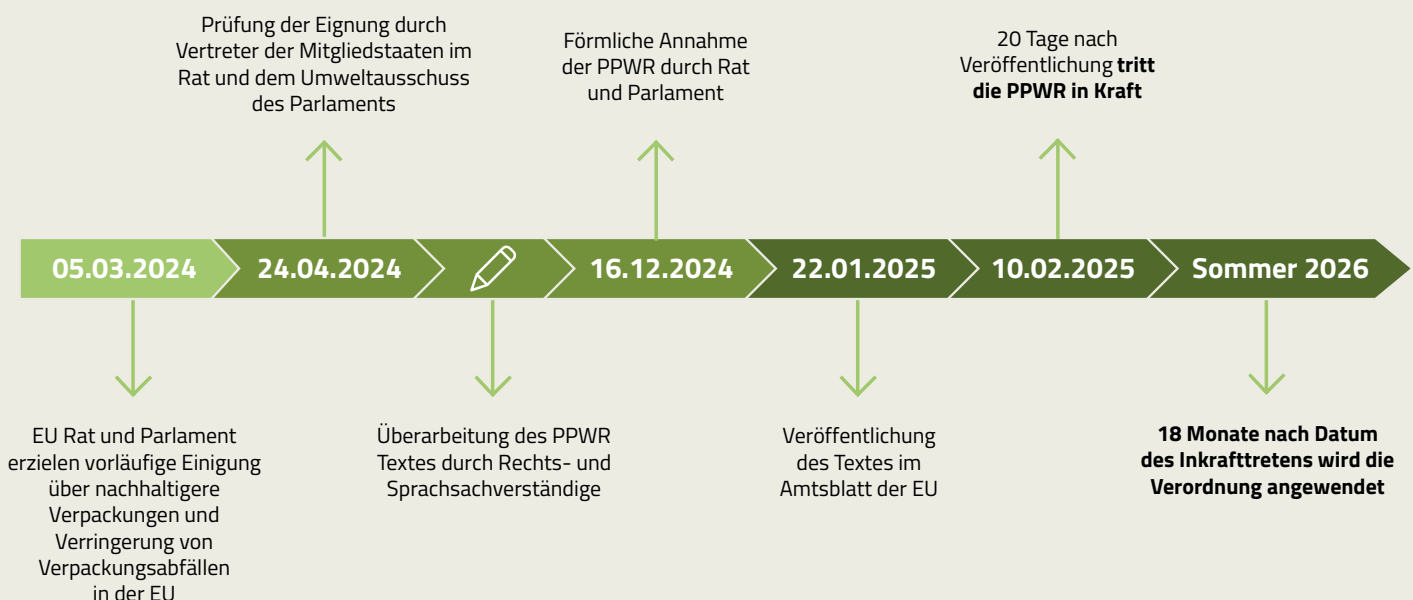 Prüfung der Eignung durch
Vertreter der Mitgliedstaaten im
Rat und dem Umweltausschuss
des Parlaments
Förmliche Annahme
der PPWR durch Rat
und Parlament
20 Tage nach
Veröffentlichung tritt
die PPWR in Kraft
05.03.2024
24.04.2024
16.12.2024
22.01.2025
10.02.2025
Sommer 2026
EU Rat und Parlament
erzielen vorläufige Einigung
über nachhaltigere
Verpackungen und
Verringerung von
Verpackungsabfällen
in der EU
Überarbeitung des PPWR
Textes durch Rechts- und
Sprachsachverständige
Veröffentlichung
des Textes im
Amtsblatt der EU
18 Monate nach Datum
des Inkrafttretens wird die
Verordnung angewendet